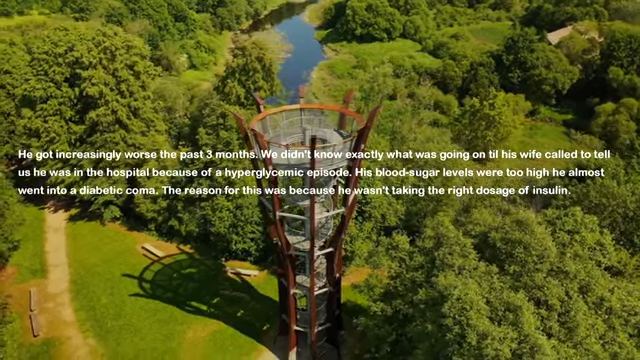 He got increasingly worse the past 3 months. We didn't know exactly what was going on til his wife called to tell
us he was in the hospital because of a hyperglycemic episode. His blood-sugar levels were too high he almost
went into a diabetic coma. The reason for this was because he wasn't taking the right dosage of insulin.